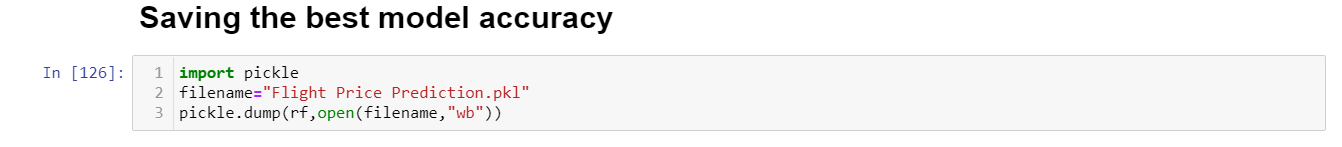 Saving the best model accuracy
In [126]:
1 import pickle
2 filename="Flight Price Prediction.pkl"
3 pickle.dump(rf,open(filename,"wb"))